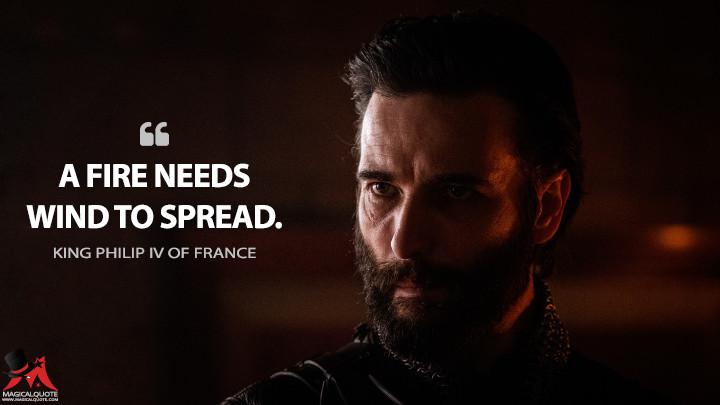 A FIRE NEEDS
WIND TO SPREAD.
KING PHILIP IV OF FRANCE
MAGICALQUOTE
WWW.MAGICALQUOTE.COM